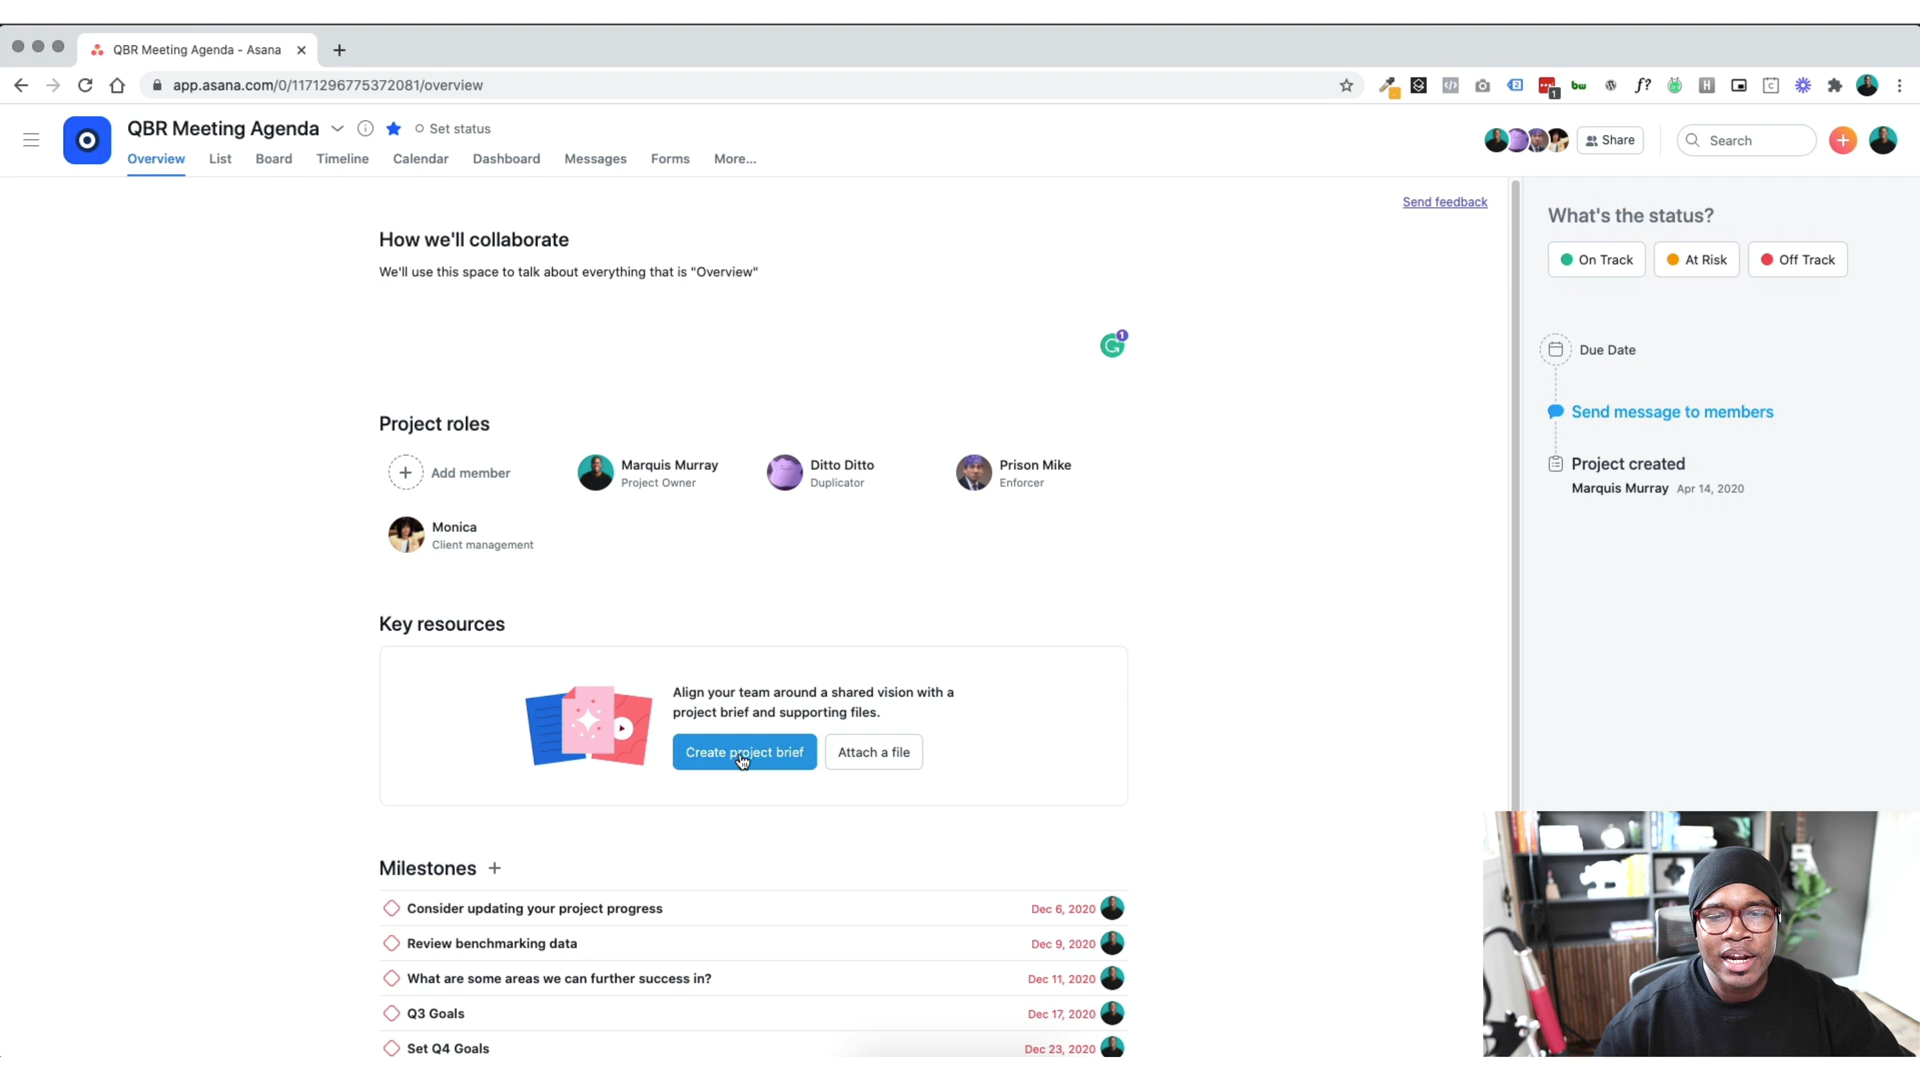 QBR Meeting Agenda - Asana
app.asana.com/0/1171296775372081/overview
1
bw
f?
H
C
QBR Meeting Agenda
Set status
Share
Search
Overview
List
Board
Timeline
Calendar
Dashboard
Messages
Forms
More...
Send feedback
How we'll collaborate
We'll use this space to talk about everything that is "Overview"
1
Project roles
Add member
Marquis Murray
Project Owner
Ditto Ditto
Duplicator
Prison Mike
Enforcer
Monica
Client management
Key resources
Align your team around a shared vision with a
project brief and supporting files.
Create project brief
Attach a file
Milestones
Consider updating your project progress
Dec 6, 2020
Review benchmarking data
Dec 9, 2020
What are some areas we can further success in?
Dec 11, 2020
Q3 Goals
Dec 17, 2020
Set Q4 Goals
Dec 23, 2020
What's the status?
On Track
At Risk
Off Track
Due Date
Send message to members
Project created
Marquis Murray Apr 14, 2020